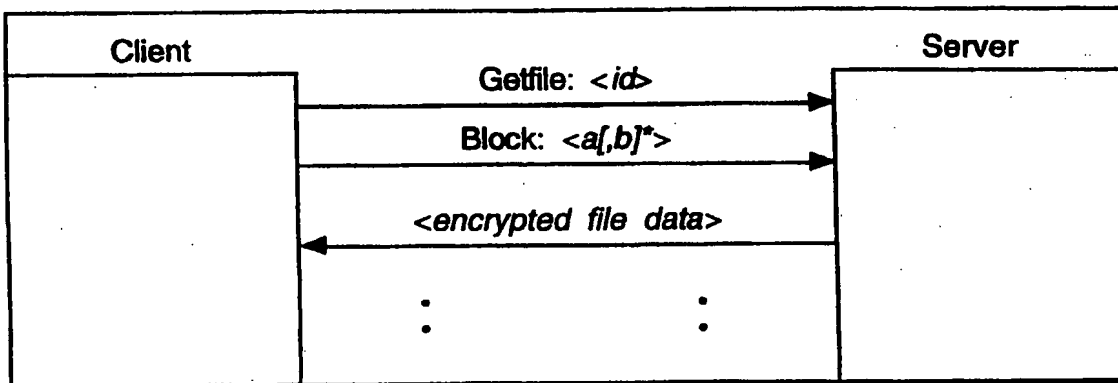 Client
Server
Getfile: <id>
Block: <a[,b]*>
<encrypted file data>